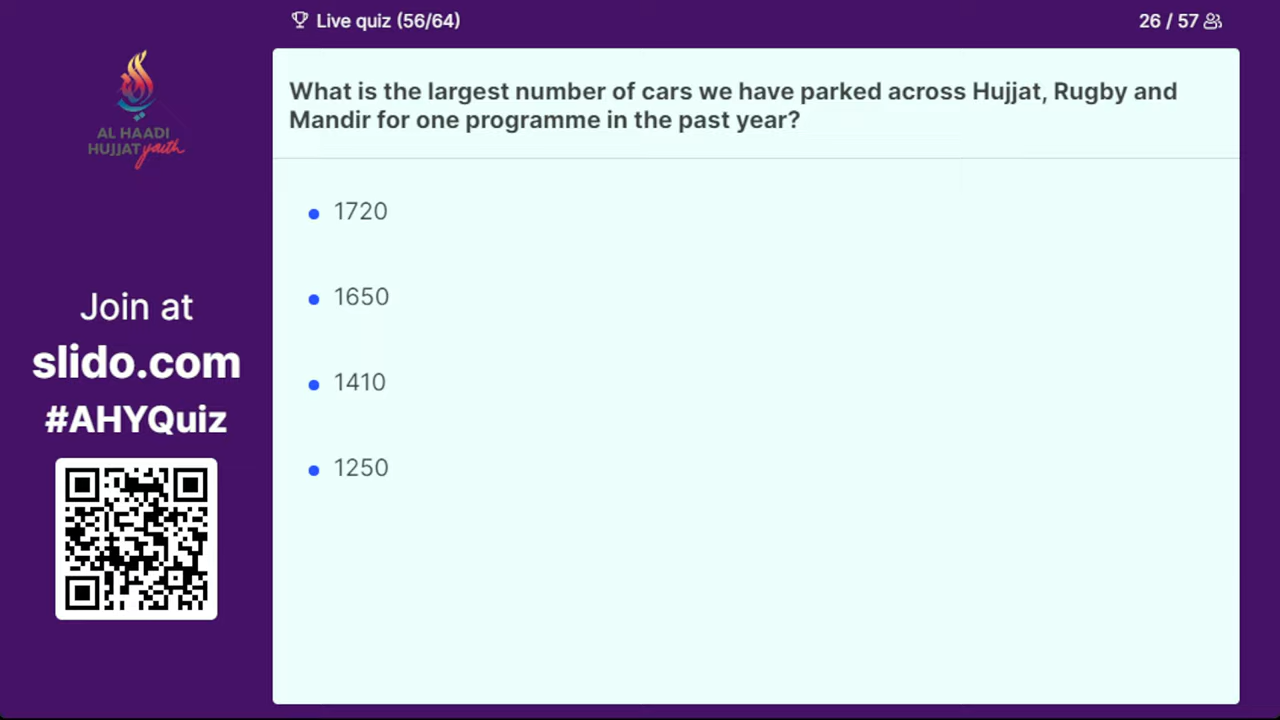 Live quiz (56/64)
26 / 57
AL HAADI
HUJJAT youth
Join at
slido.com
#AHYQuiz
What is the largest number of cars we have parked across Hujjat, Rugby and
Mandir for one programme in the past year?
1720
1650
1410
1250